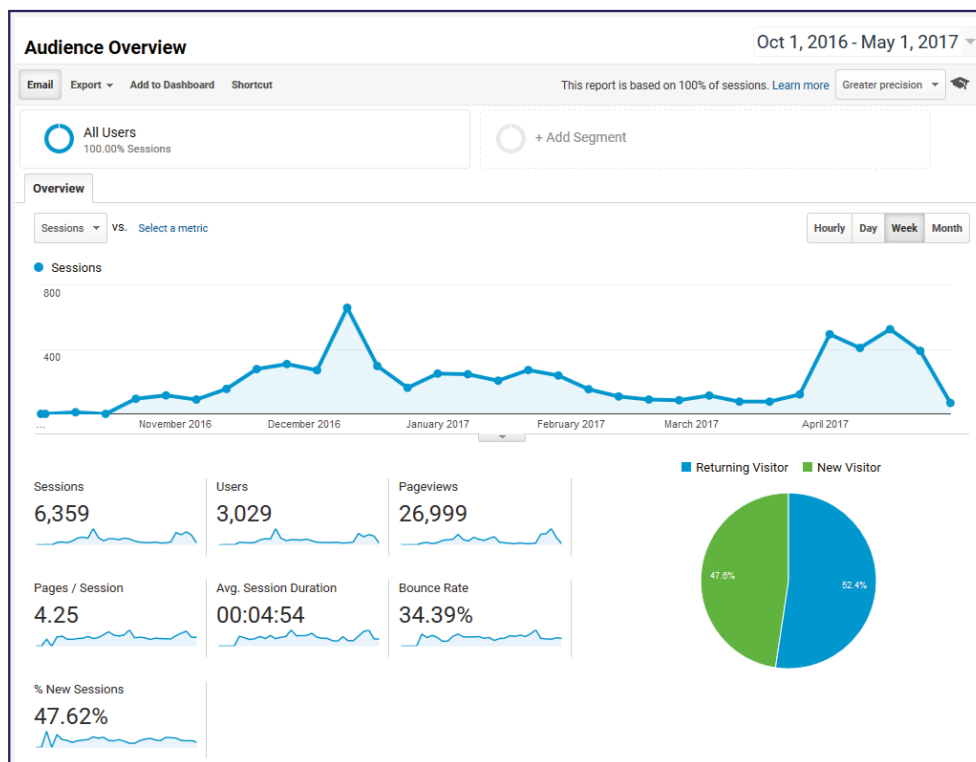 Audience Overview
Oct 1, 2016 - May 1, 2017
Email Export Add to Dashboard Shortcut
This report is based on 100% of sessions. Learn more Greater precision
All Users
100.00% Sessions
+ Add Segment
Overview
Sessions vs. Select a metric
Hourly Day Week Month
Sessions
800
400
... November 2016 December 2016 January 2017 February 2017 March 2017 April 2017
Returning Visitor New Visitor
Sessions Users Pageviews
6,359 3,029 26,999
47.6% 52.4%
Pages / Session Avg. Session Duration Bounce Rate
4.25 00:04:54 34.39%
% New Sessions
47.62%